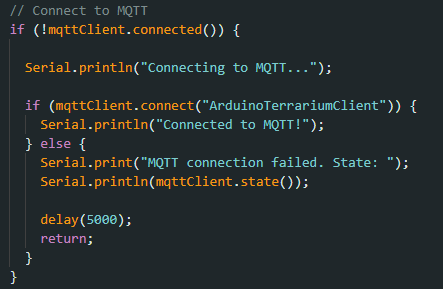 // Connect to MQTT
if (!mqttClient.connected()) {
Serial.println("Connecting to MQTT...");
if (mqttClient.connect("ArduinoTerrariumClient")) {
Serial.println("Connected to MQTT!");
} else {
Serial.print("MQTT connection failed. State: ");
Serial.println(mqttClient.state());
delay(5000);
return;
}
}